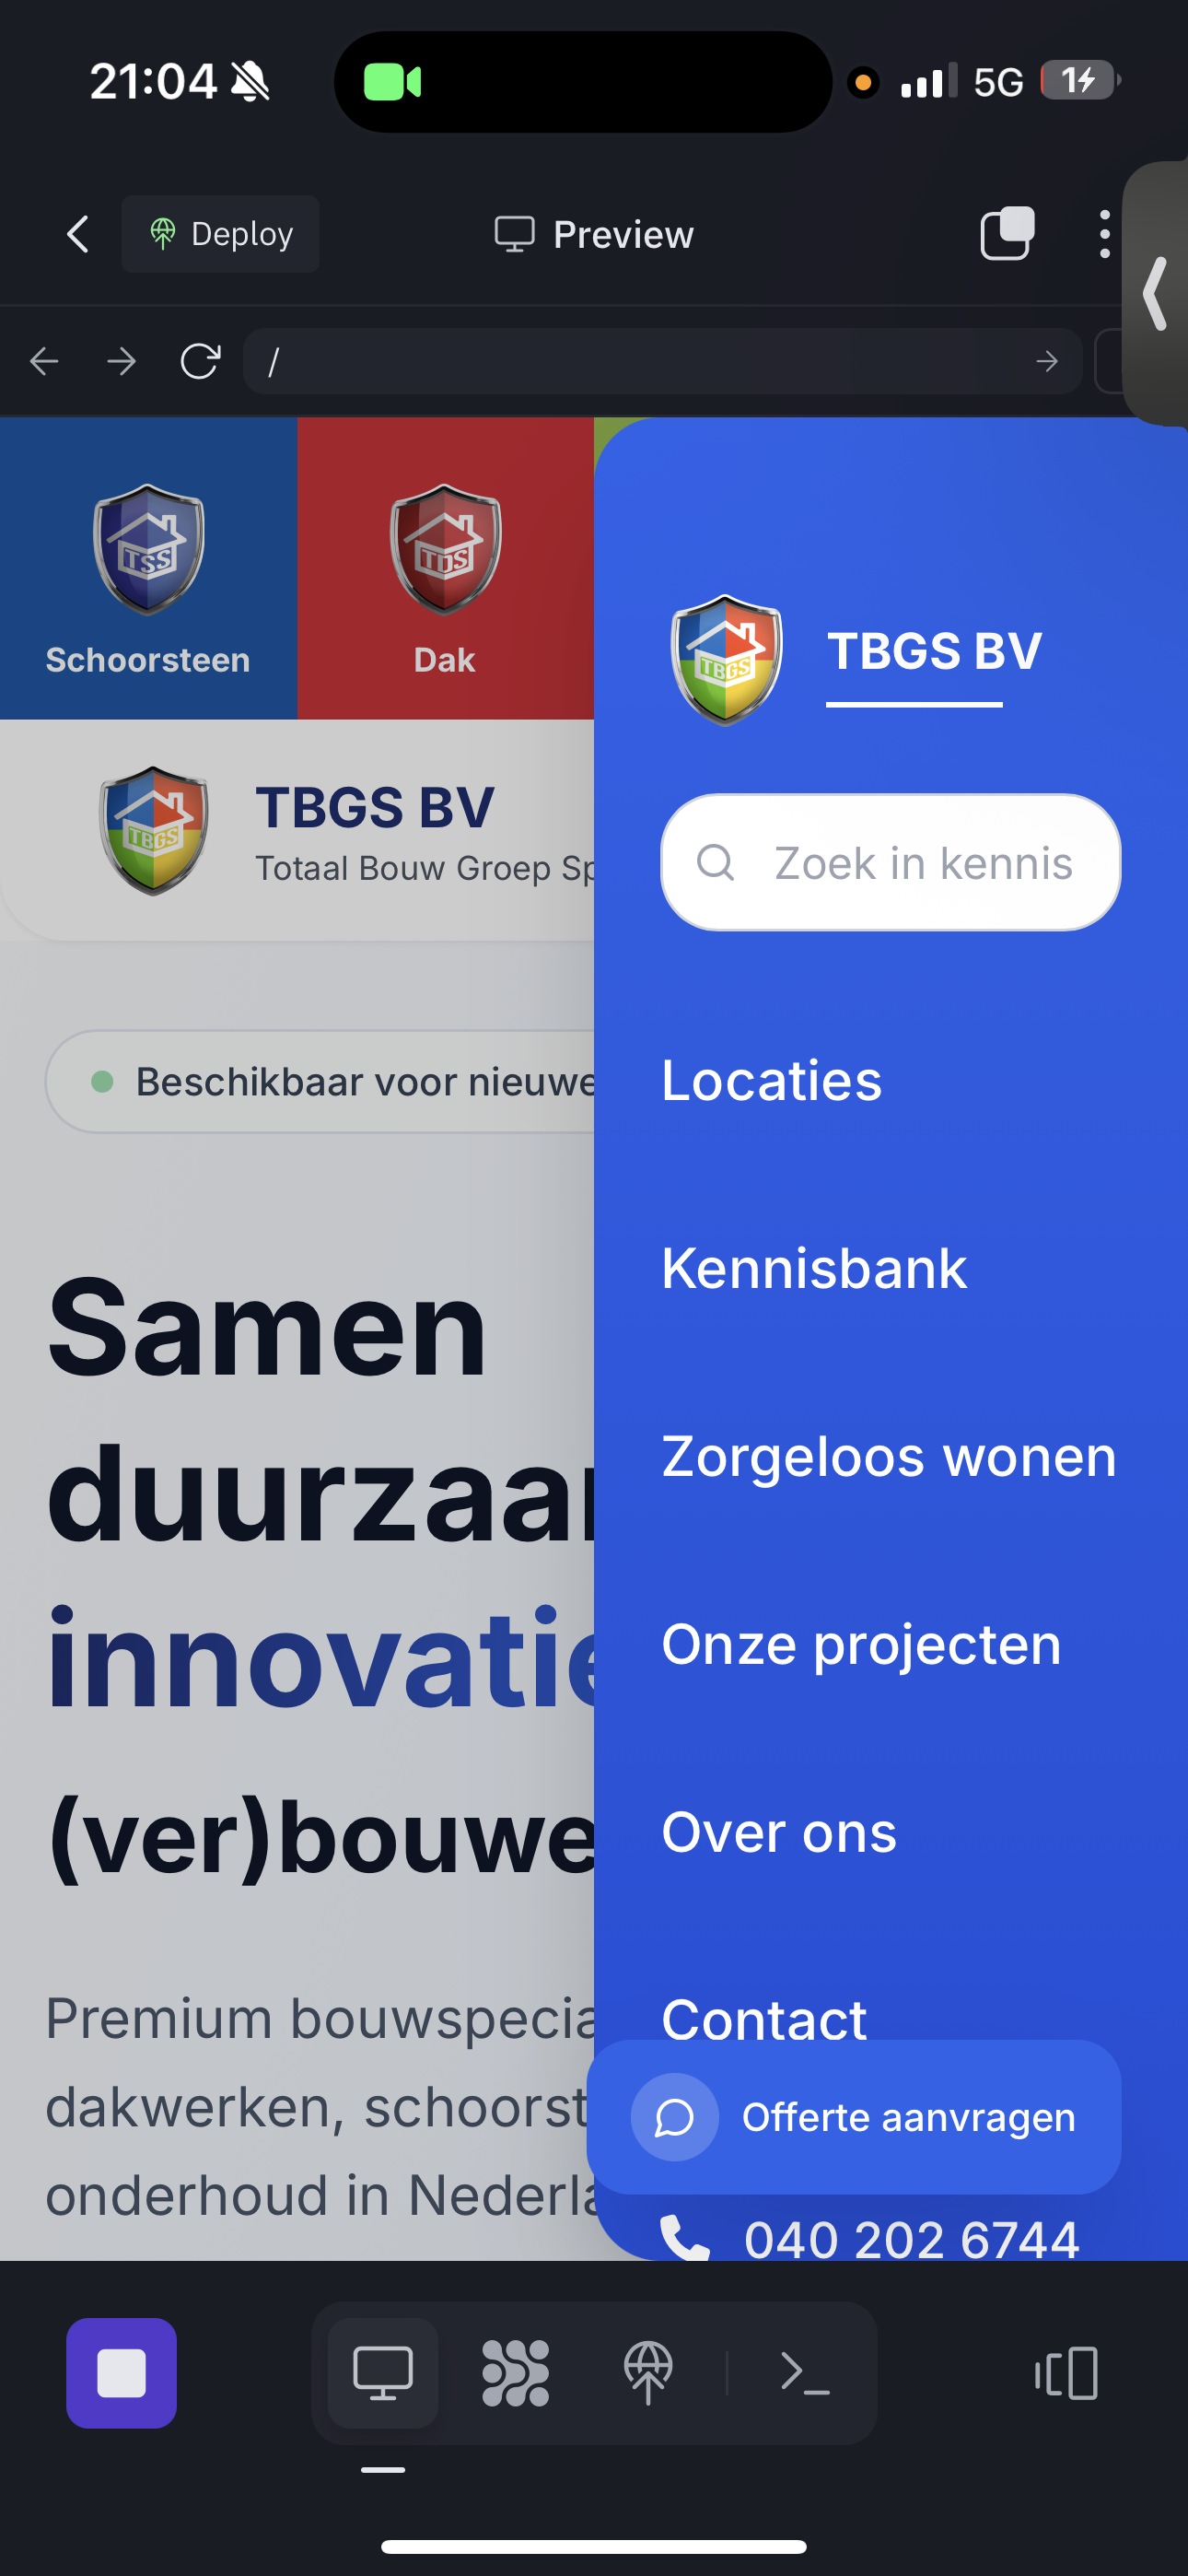 21:04
5G
1
Deploy
Preview
/
TSS
TDS
Schoorsteen
Dak
TBGS
TBGS BV
Zoek in kennis
TBGS
TBGS BV
Totaal Bouw Groep Sp
Beschikbaar voor nieuwe
Samen
duurzaa
innovatie
(ver)bouwe
Premium bouwspecia
dakwerken, schoorst
onderhoud in Nederla
Locaties
Kennisbank
Zorgeloos wonen
Onze projecten
Over ons
Contact
Offerte aanvragen
040 202 6744